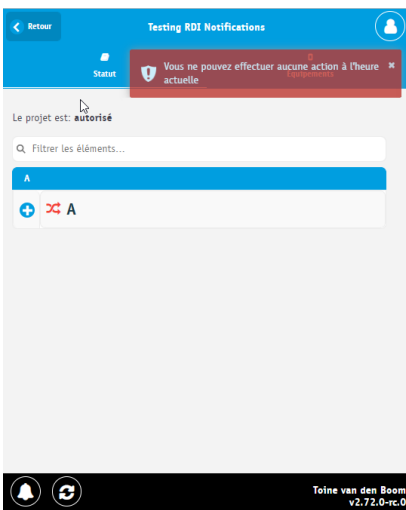 Retour
Testing RDI Notifications
Statut
Équipements
Vous ne pouvez effectuer aucune action à l'heure
actuelle
Le projet est: autorisé
Filtrer les éléments...
A
A
Toine van den Boom
v2.72.0-rc.0